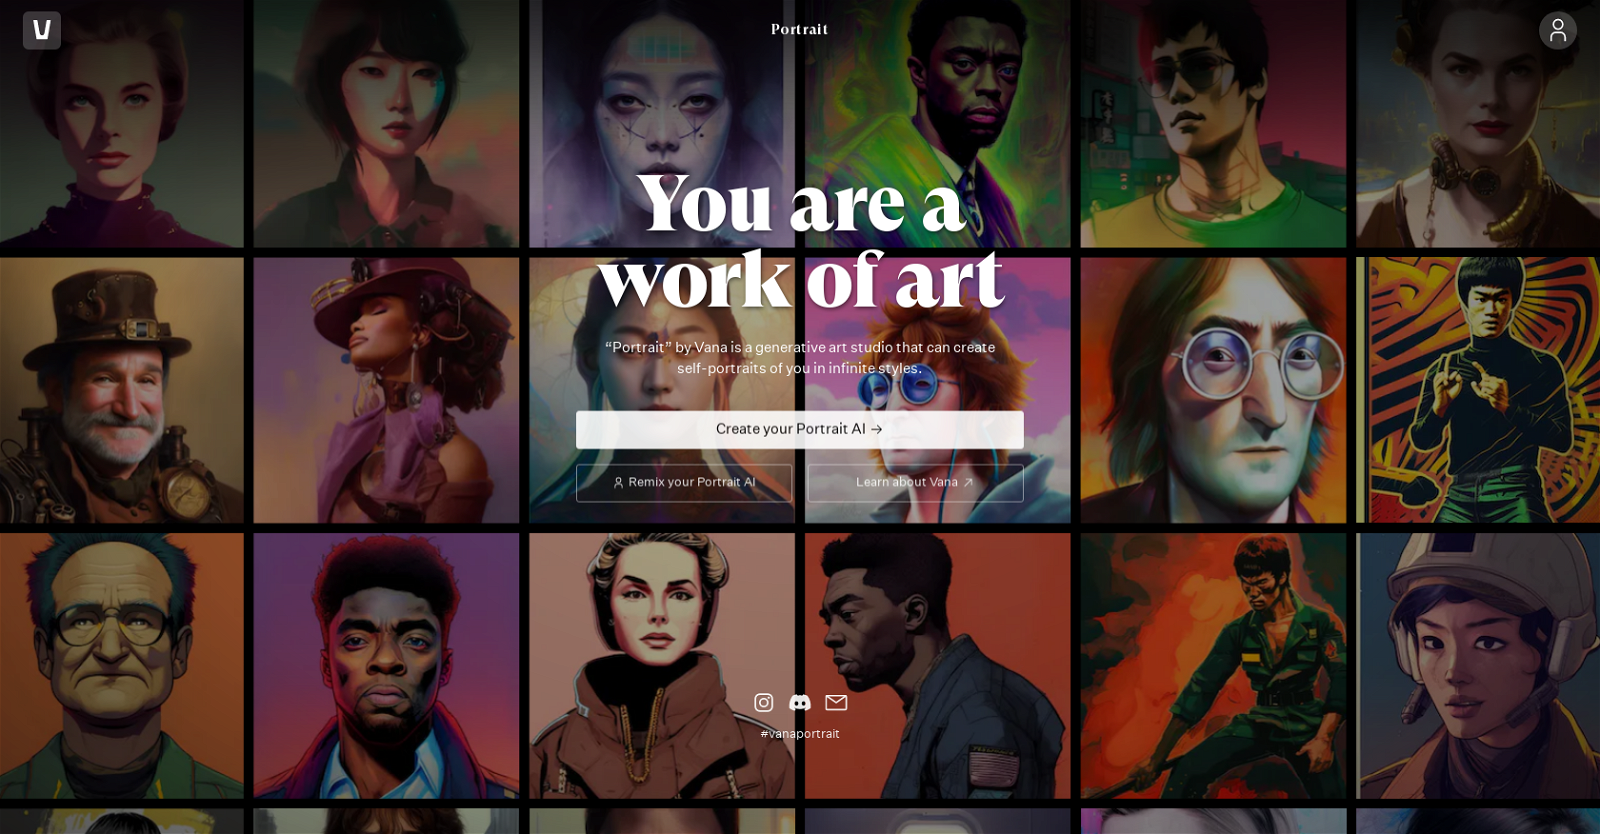 Portrait
You are a
work of art
“Portrait” by Vana is a generative art studio that can create
self-portraits of you in infinite styles.
Create your Portrait AI →
Remix your Portrait AI
Learn about Vana ↗
#vanaportrait